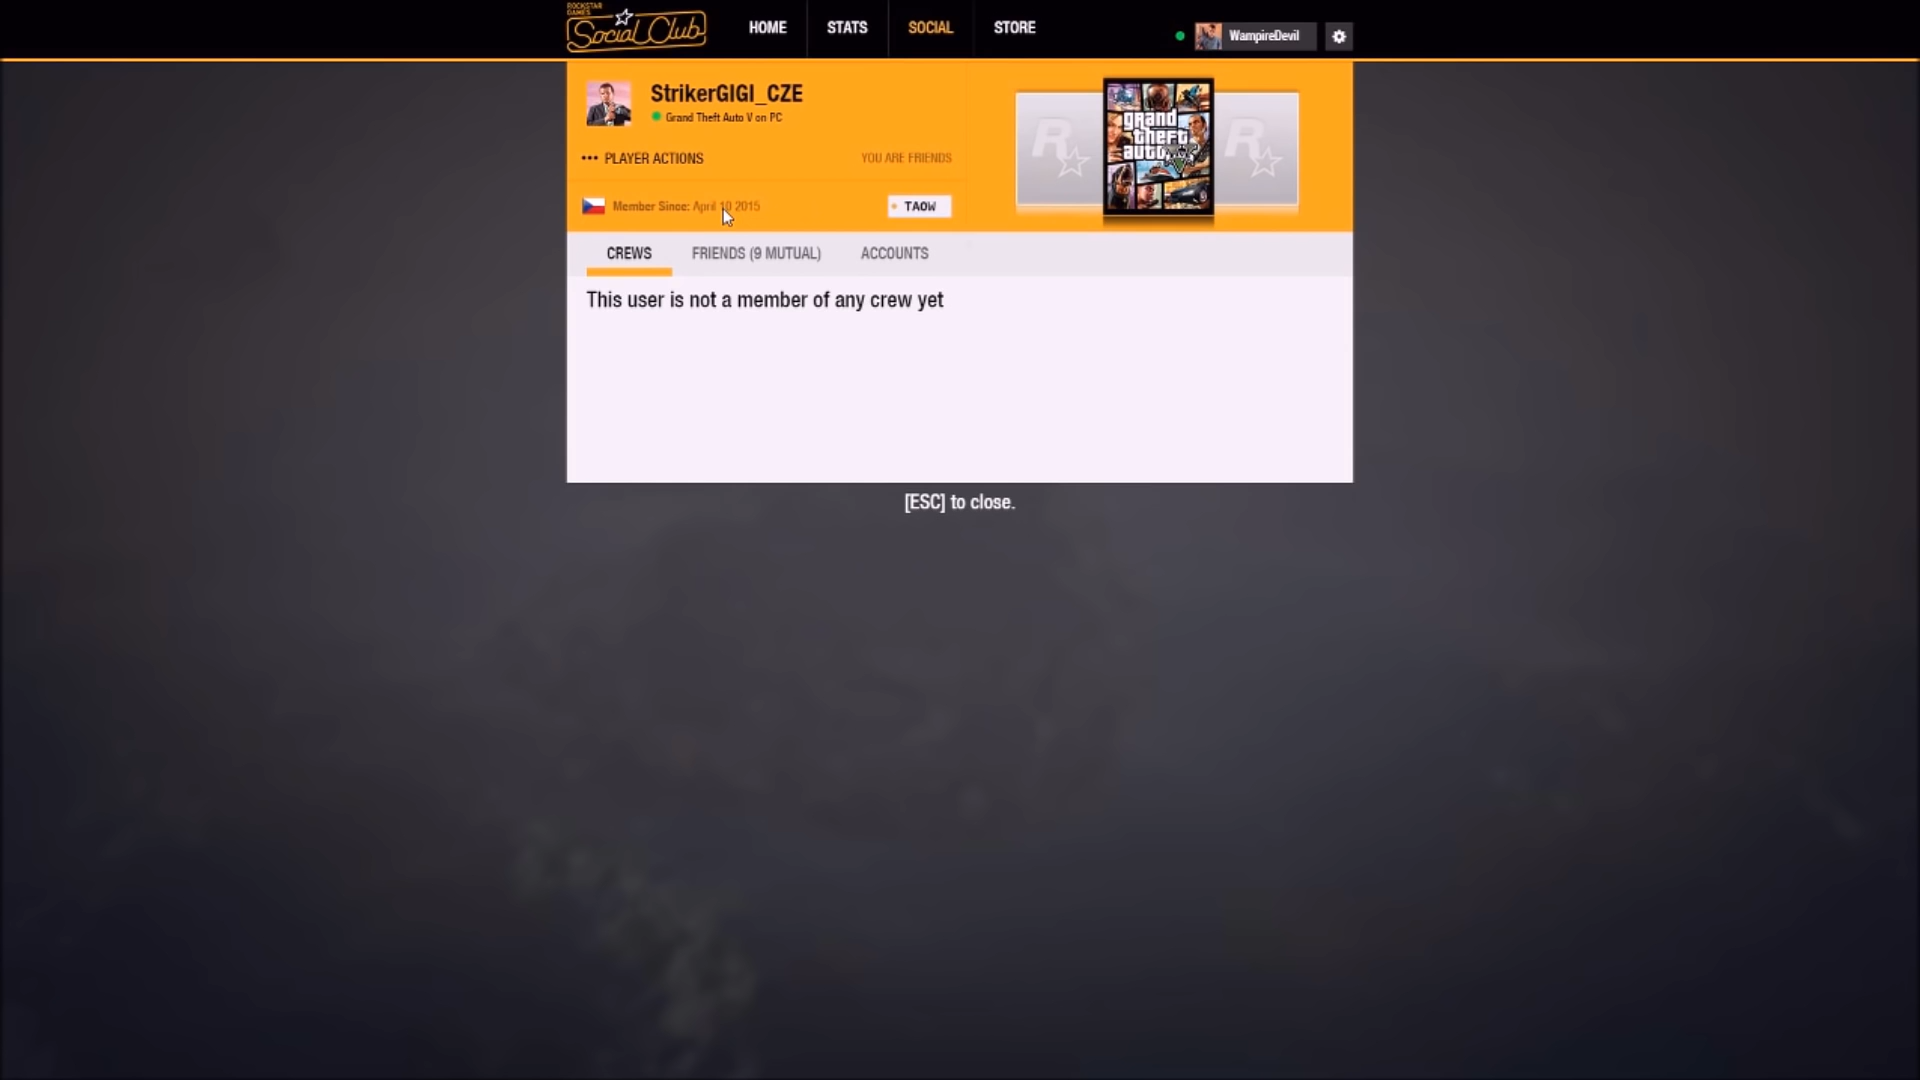 ROCKSTAR GAMES
Social Club
HOME STATS SOCIAL STORE
WampireDevil
StrikerGIGI_CZE
Grand Theft Auto V on PC
PLAYER ACTIONS
YOU ARE FRIENDS
Member Since: April 10 2015
TAOW
grand
theft
auto
V
CREWS FRIENDS (9 MUTUAL) ACCOUNTS
This user is not a member of any crew yet
[ESC] to close.